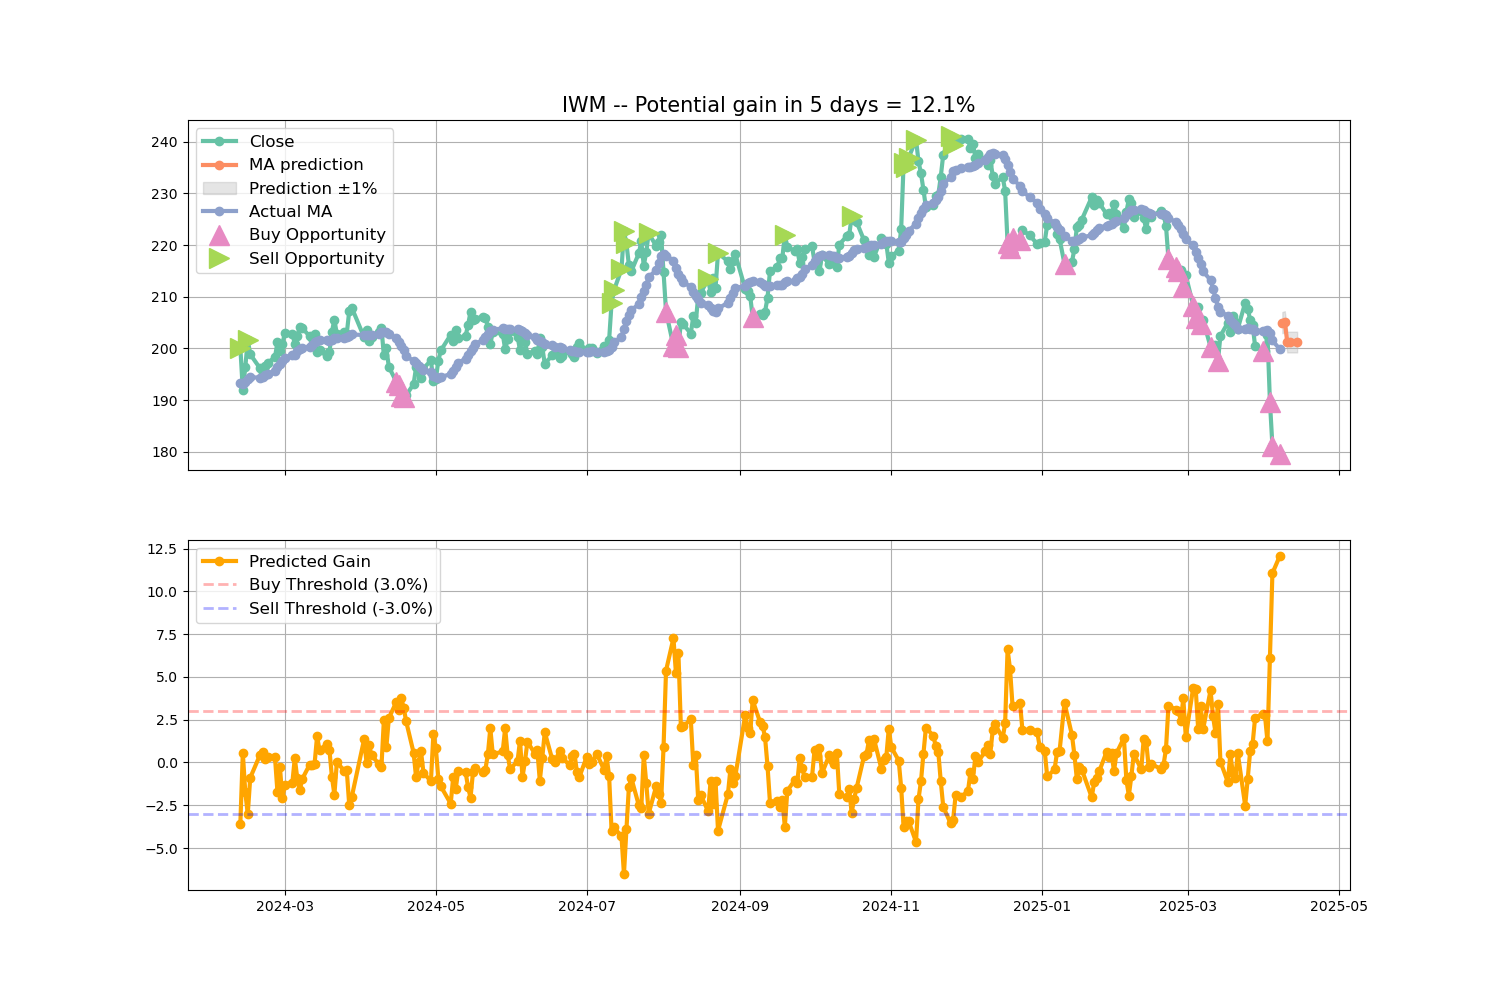 IWM -- Potential gain in 5 days = 12.1%
240
230
220
210
200
190
180
Close
MA prediction
Prediction ±1%
Actual MA
Buy Opportunity
Sell Opportunity
12.5
10.0
7.5
5.0
2.5
0.0
−2.5
−5.0
Predicted Gain
Buy Threshold (3.0%)
Sell Threshold (-3.0%)
2024-03 2024-05 2024-07 2024-09 2024-11 2025-01 2025-03 2025-05